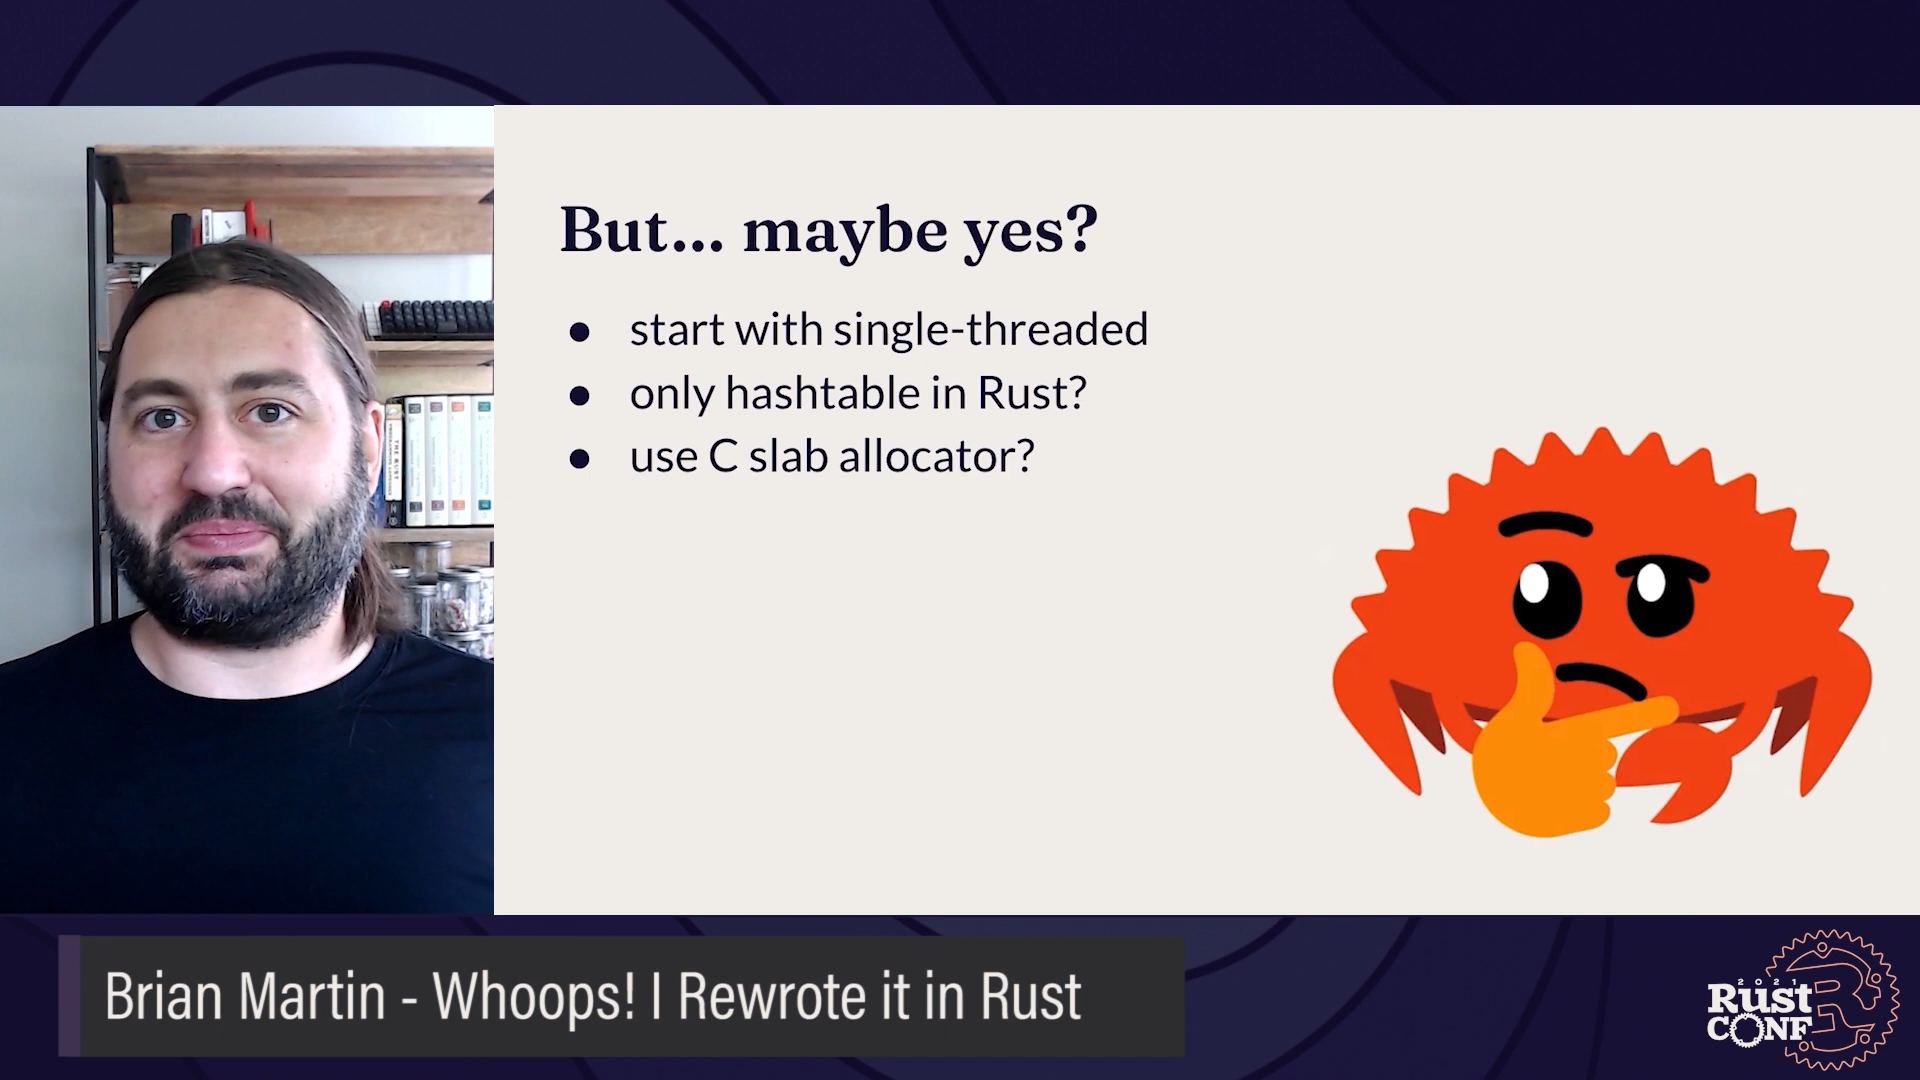 But... maybe yes?
● start with single-threaded
● only hashtable in Rust?
● use C slab allocator?
Brian Martin - Whoops! I Rewrote it in Rust
2021
Rust
CONF
R